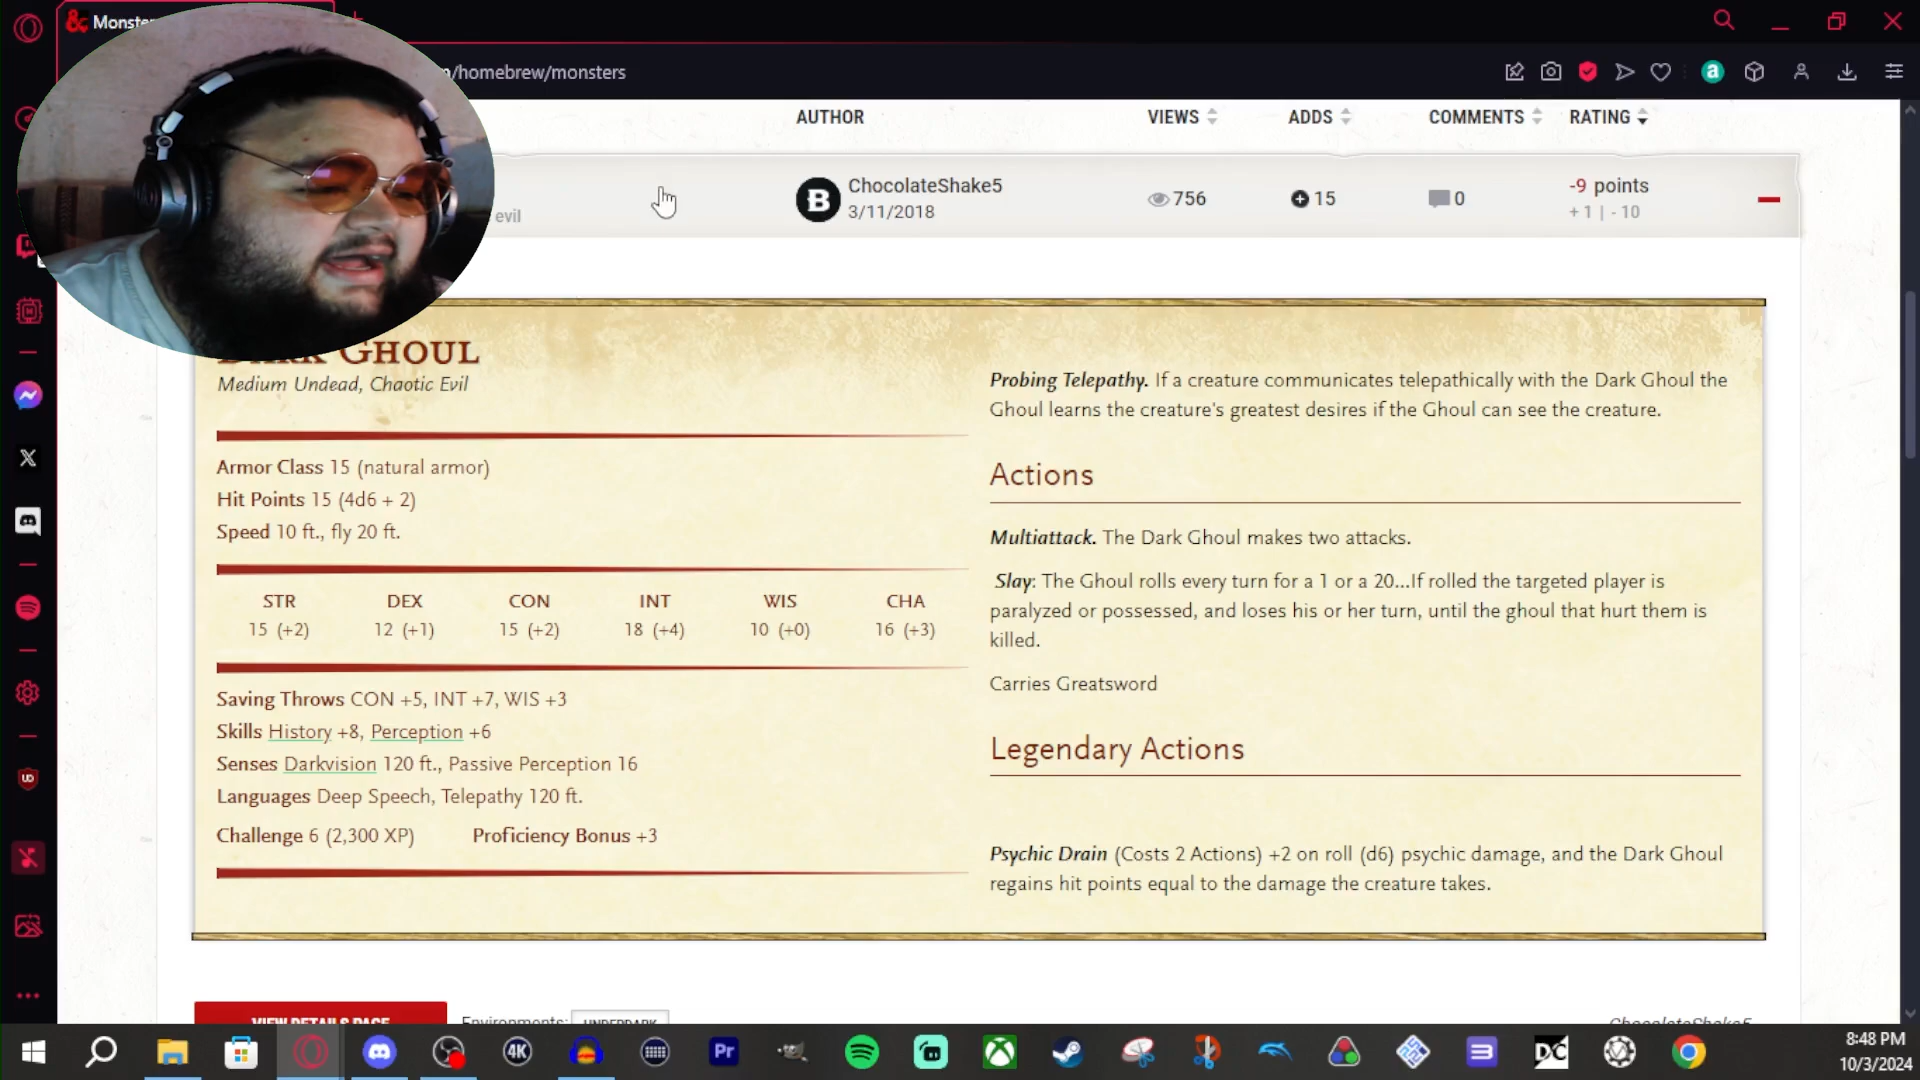 Monste
n/homebrew/monsters
AUTHOR VIEWS ADDS COMMENTS RATING
evil
ChocolateShake5
3/11/2018
756
15
0
-9 points
+ 1 | - 10
DARK GHOUL
Medium Undead, Chaotic Evil
Armor Class 15 (natural armor)
Hit Points 15 (4d6 + 2)
Speed 10 ft., fly 20 ft.
STR DEX CON INT WIS CHA
15 (+2) 12 (+1) 15 (+2) 18 (+4) 10 (+0) 16 (+3)
Saving Throws CON +5, INT +7, WIS +3
Skills History +8, Perception +6
Senses Darkvision 120 ft., Passive Perception 16
Languages Deep Speech, Telepathy 120 ft.
Challenge 6 (2,300 XP) Proficiency Bonus +3
Probing Telepathy. If a creature communicates telepathically with the Dark Ghoul the
Ghoul learns the creature's greatest desires if the Ghoul can see the creature.
Actions
Multiattack. The Dark Ghoul makes two attacks.
Slay: The Ghoul rolls every turn for a 1 or a 20...If rolled the targeted player is
paralyzed or possessed, and loses his or her turn, until the ghoul that hurt them is
killed.
Carries Greatsword
Legendary Actions
Psychic Drain (Costs 2 Actions) +2 on roll (d6) psychic damage, and the Dark Ghoul
regains hit points equal to the damage the creature takes.
VIEW DETAILS PAGE
Environments: UNDERDARK
ChocolateShake5
8:48 PM
10/3/2024